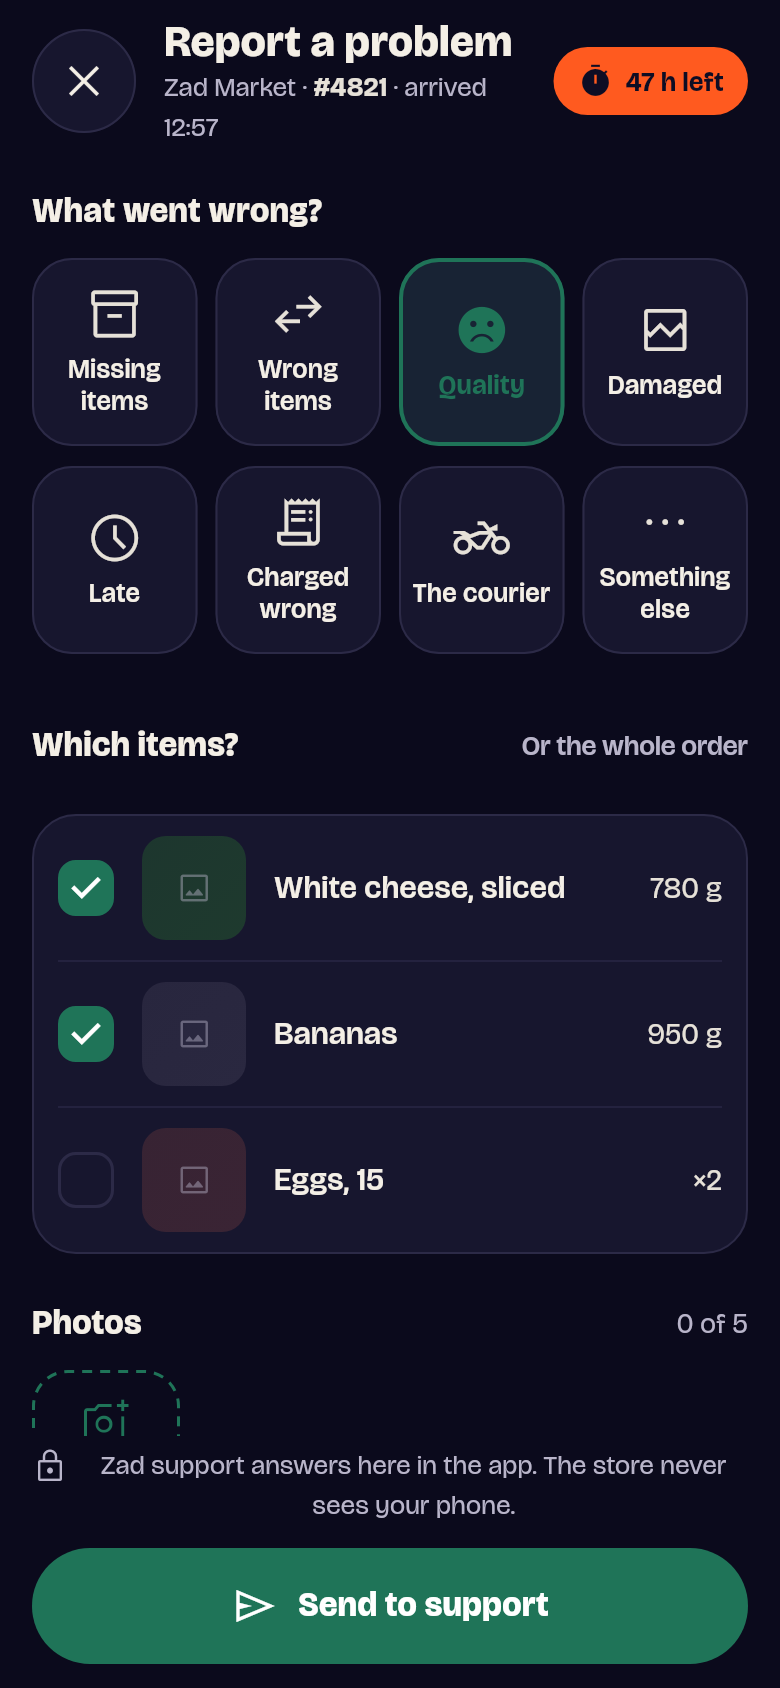 Report a problem
Zad Market · #4821 · arrived
12:57
47 h left
What went wrong?
Missing
items
Wrong
items
Quality
Damaged
Late
Charged
wrong
The courier
Something
else
Which items?
Or the whole order
White cheese, sliced
780 g
Bananas
950 g
Eggs, 15
×2
Photos
0 of 5
Zad support answers here in the app. The store never
sees your phone.
Send to support